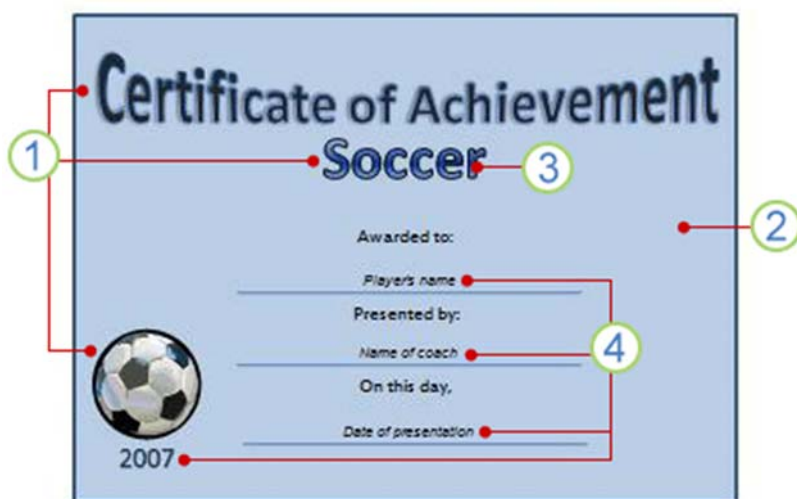 Certificate of Achievement
1
Soccer
3
2
Awarded to:
Player's name
Presented by:
4
Name of coach
On this day,
Date of presentation
2007